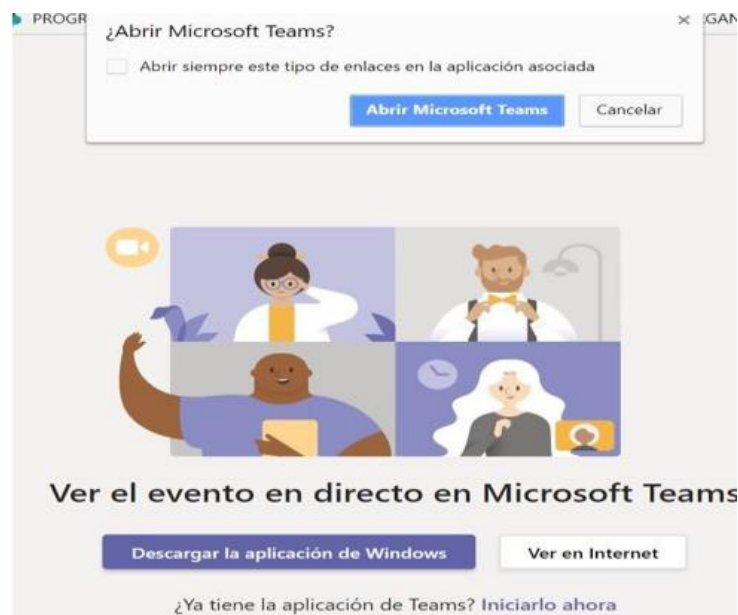 PROGR
¿Abrir Microsoft Teams?
×
GAN
Abrir siempre este tipo de enlaces en la aplicación asociada
Abrir Microsoft Teams
Cancelar
Ver el evento en directo en Microsoft Teams
Descargar la aplicación de Windows
Ver en Internet
¿Ya tiene la aplicación de Teams? Iniciarlo ahora